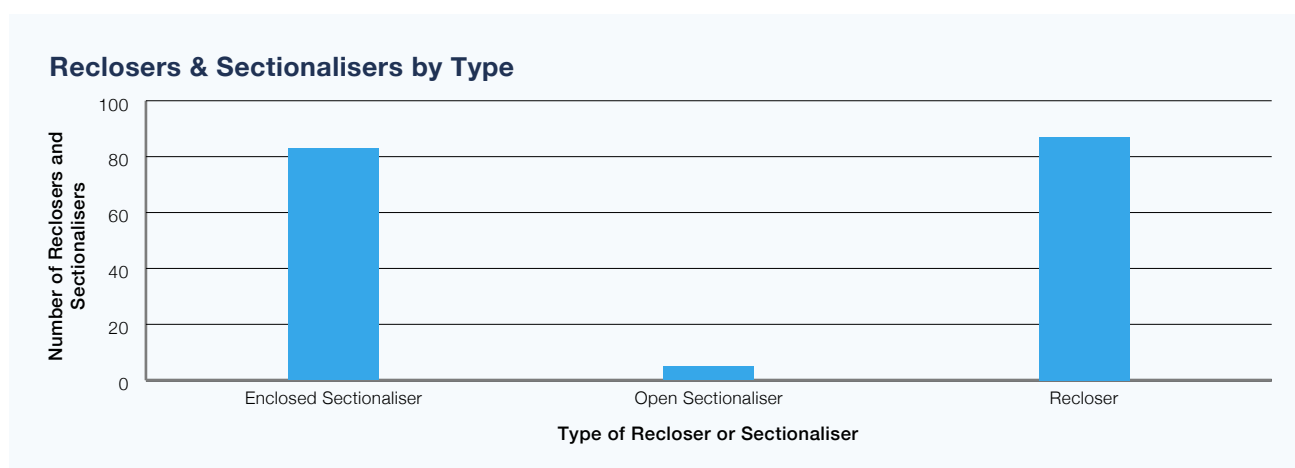 Reclosers & Sectionalisers by Type
Number of Reclosers and
Sectionalisers
100
80
60
40
20
0
Enclosed Sectionaliser
Open Sectionaliser
Recloser
Type of Recloser or Sectionaliser